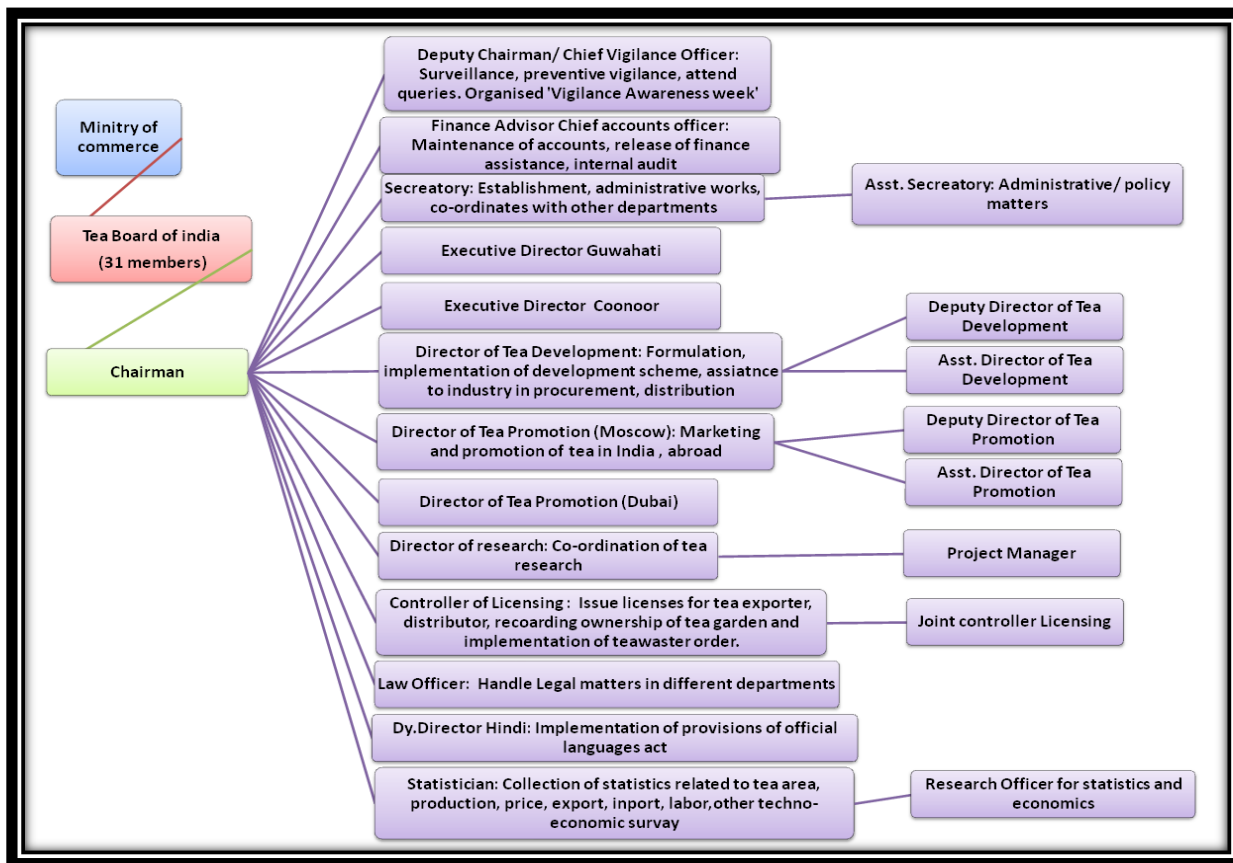 Ministry of
commerce
Tea Board of india
(31 members)
Chairman
Deputy Chairman/ Chief Vigilance Officer:
Surveillance, preventive vigilance, attend
queries. Organised 'Vigilance Awareness week'
Finance Advisor Chief accounts officer:
Maintenance of accounts, release of finance
assistance, internal audit
Secreatory: Establishment, administrative works,
co-ordinates with other departments
Asst. Secreatory: Administrative/ policy
matters
Executive Director Guwahati
Executive Director Coonoor
Director of Tea Development: Formulation,
implementation of development scheme, assiatnce
to industry in procurement, distribution
Deputy Director of Tea
Development
Asst. Director of Tea
Development
Director of Tea Promotion (Moscow): Marketing
and promotion of tea in India , abroad
Deputy Director of Tea
Promotion
Asst. Director of Tea
Promotion
Director of Tea Promotion (Dubai)
Director of research: Co-ordination of tea
research
Project Manager
Controller of Licensing : Issue licenses for tea exporter,
distributor, recoarding ownership of tea garden and
implementation of teawaster order.
Joint controller Licensing
Law Officer: Handle Legal matters in different departments
Dy.Director Hindi: Implementation of provisions of official
languages act
Statistician: Collection of statistics related to tea area,
production, price, export, inport, labor,other techno-
economic survay
Research Officer for statistics and
economics